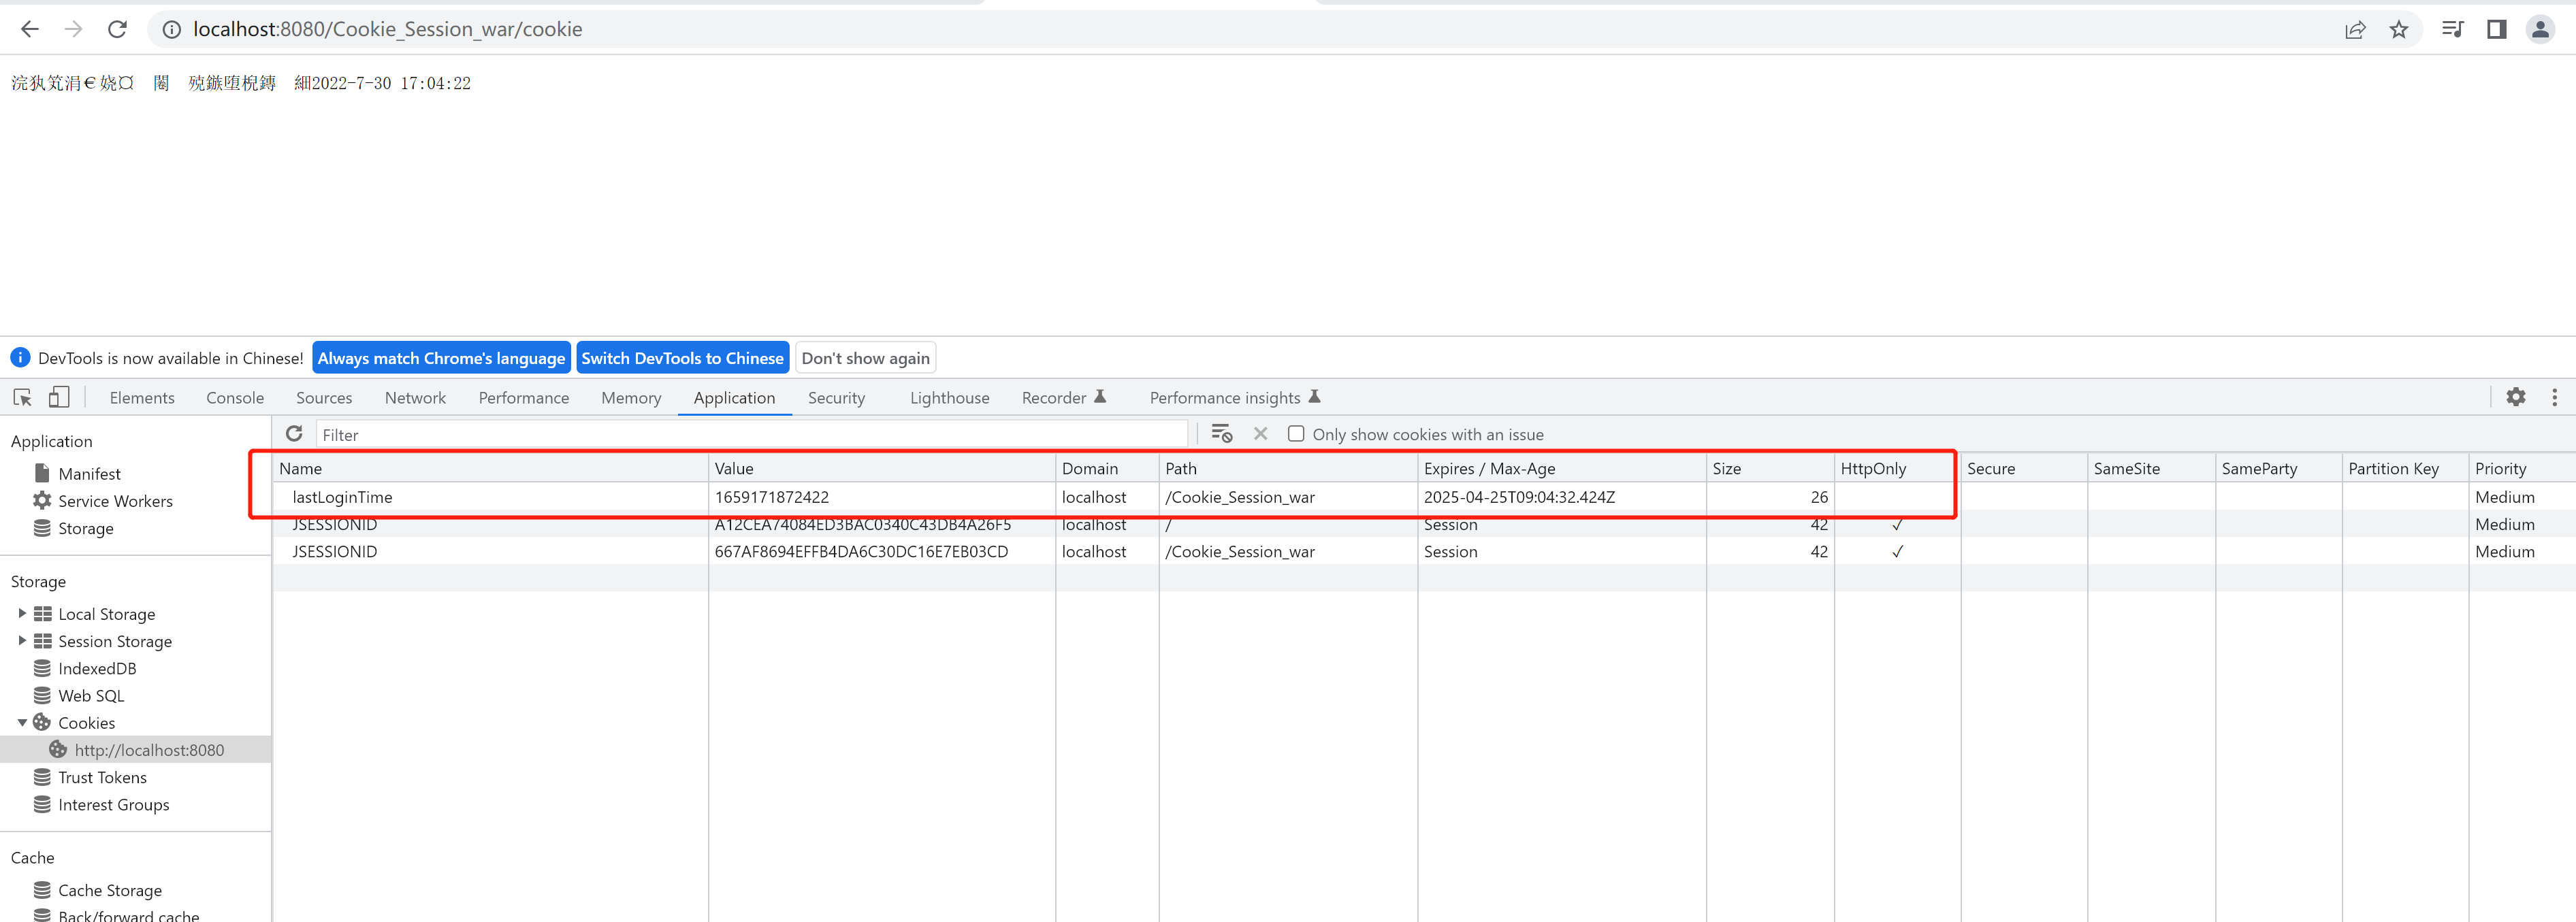 localhost:8080/Cookie_Session_war/cookie
浣犱笂涓€娆¤ 闂 殑鏃堕棿鏄 細2022-7-30 17:04:22
DevTools is now available in Chinese! Always match Chrome's language Switch DevTools to Chinese Don't show again
Elements Console Sources Network Performance Memory Application Security Lighthouse Recorder Performance insights
Filter Only show cookies with an issue
Application
Manifest
Service Workers
Storage
Storage
Local Storage
Session Storage
IndexedDB
Web SQL
Cookies
http://localhost:8080
Trust Tokens
Interest Groups
Cache
Cache Storage
Back/forward cache
Name Value Domain Path Expires / Max-Age Size HttpOnly Secure SameSite SameParty Partition Key Priority
lastLoginTime 1659171872422 localhost /Cookie_Session_war 2025-04-25T09:04:32.424Z 26 Medium
JSESSIONID A12CEA74084ED3BAC0340C43DB4A26F5 localhost / Session 42 ✓ Medium
JSESSIONID 667AF8694EFFB4DA6C30DC16E7EB03CD localhost /Cookie_Session_war Session 42 ✓ Medium